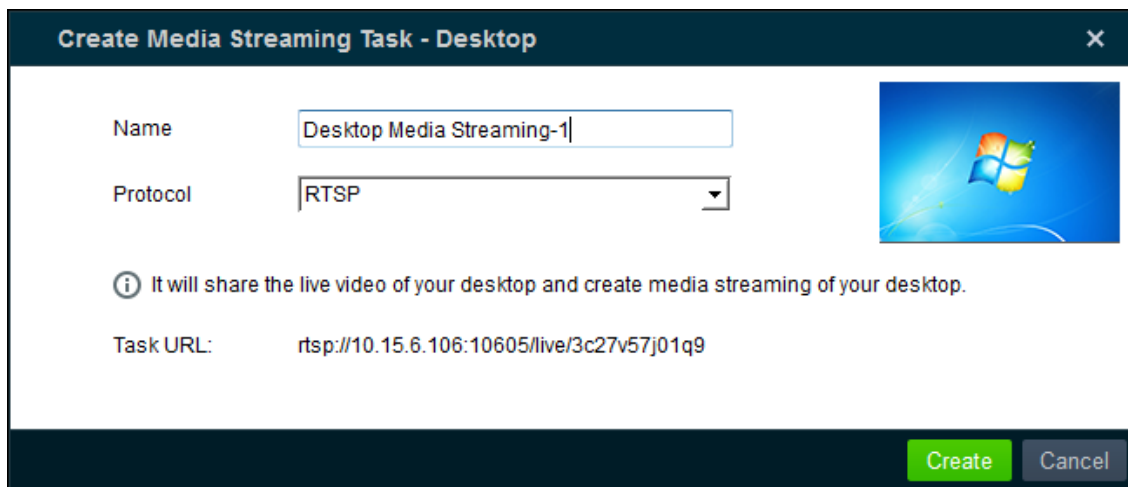 Create Media Streaming Task - Desktop
Name
Desktop Media Streaming-1
Protocol
RTSP
It will share the live video of your desktop and create media streaming of your desktop.
Task URL: rtsp://10.15.6.106:10605/live/3c27v57j01q9
Create Cancel